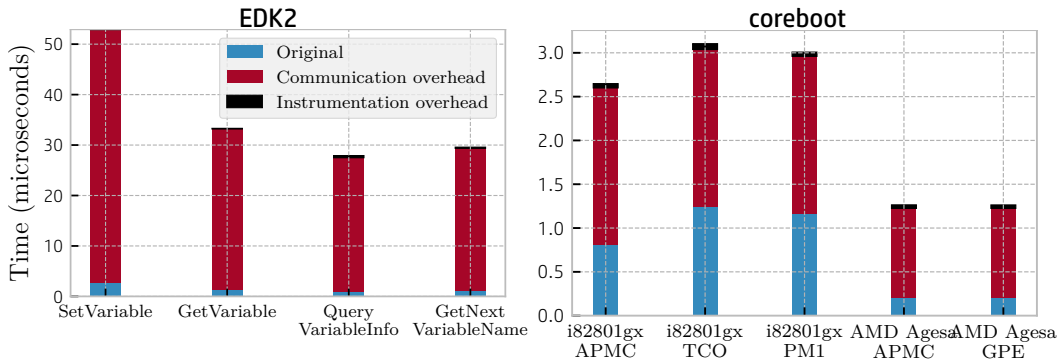 EDK2
Time (microseconds)
50
40
30
20
10
0
Original
Communication overhead
Instrumentation overhead
SetVariable
GetVariable
Query
VariableInfo
GetNext
VariableName
coreboot
3.0
2.5
2.0
1.5
1.0
0.5
0.0
i82801gx
APMC
i82801gx
TCO
i82801gx
PM1
AMD Agesa
APMC
AMD Agesa
GPE